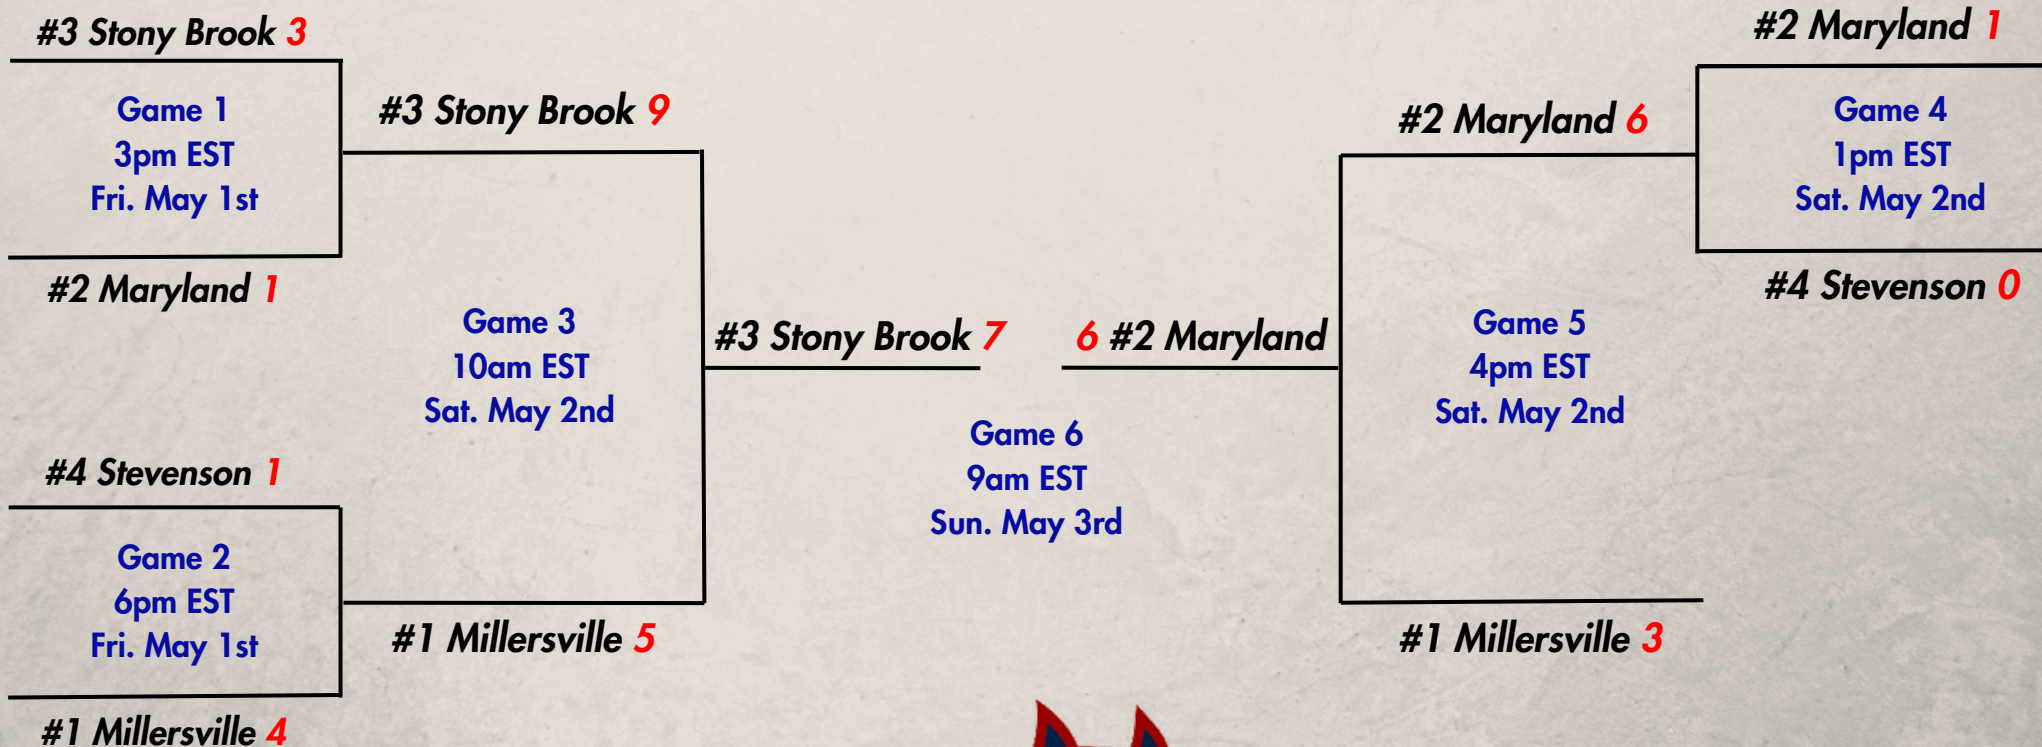 #3 Stony Brook 3
Game 1
3pm EST
Fri. May 1st
#2 Maryland 1
#4 Stevenson 1
Game 2
6pm EST
Fri. May 1st
#1 Millersville 4
#3 Stony Brook 9
Game 3
10am EST
Sat. May 2nd
#1 Millersville 5
#3 Stony Brook 7
6 #2 Maryland
Game 6
9am EST
Sun. May 3rd
#2 Maryland 6
Game 5
4pm EST
Sat. May 2nd
#1 Millersville 3
#2 Maryland 1
Game 4
1pm EST
Sat. May 2nd
#4 Stevenson 0